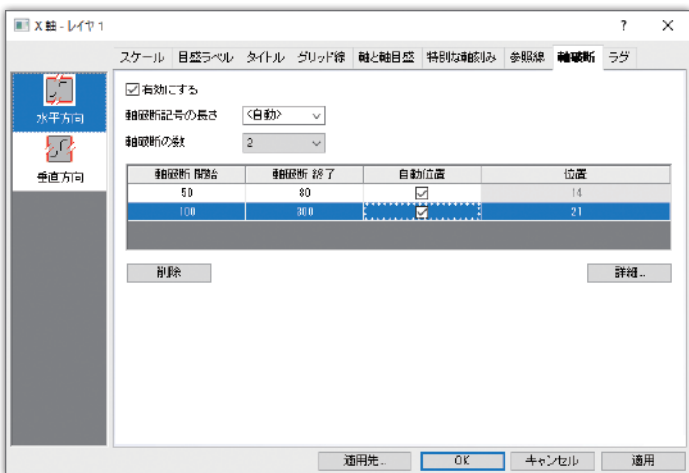 X 軸 - レイヤ 1
?
×
スケール 目盛ラベル タイトル グリッド線 軸と軸目盛 特別な軸刻み 参照線 軸破断 ラグ
水平方向
垂直方向
有効にする
軸破断記号の長さ <自動>
軸破断の数 2
軸破断 開始 軸破断 終了 自動位置 位置
50 80 14
100 300 21
削除 詳細...
適用先... OK キャンセル 適用